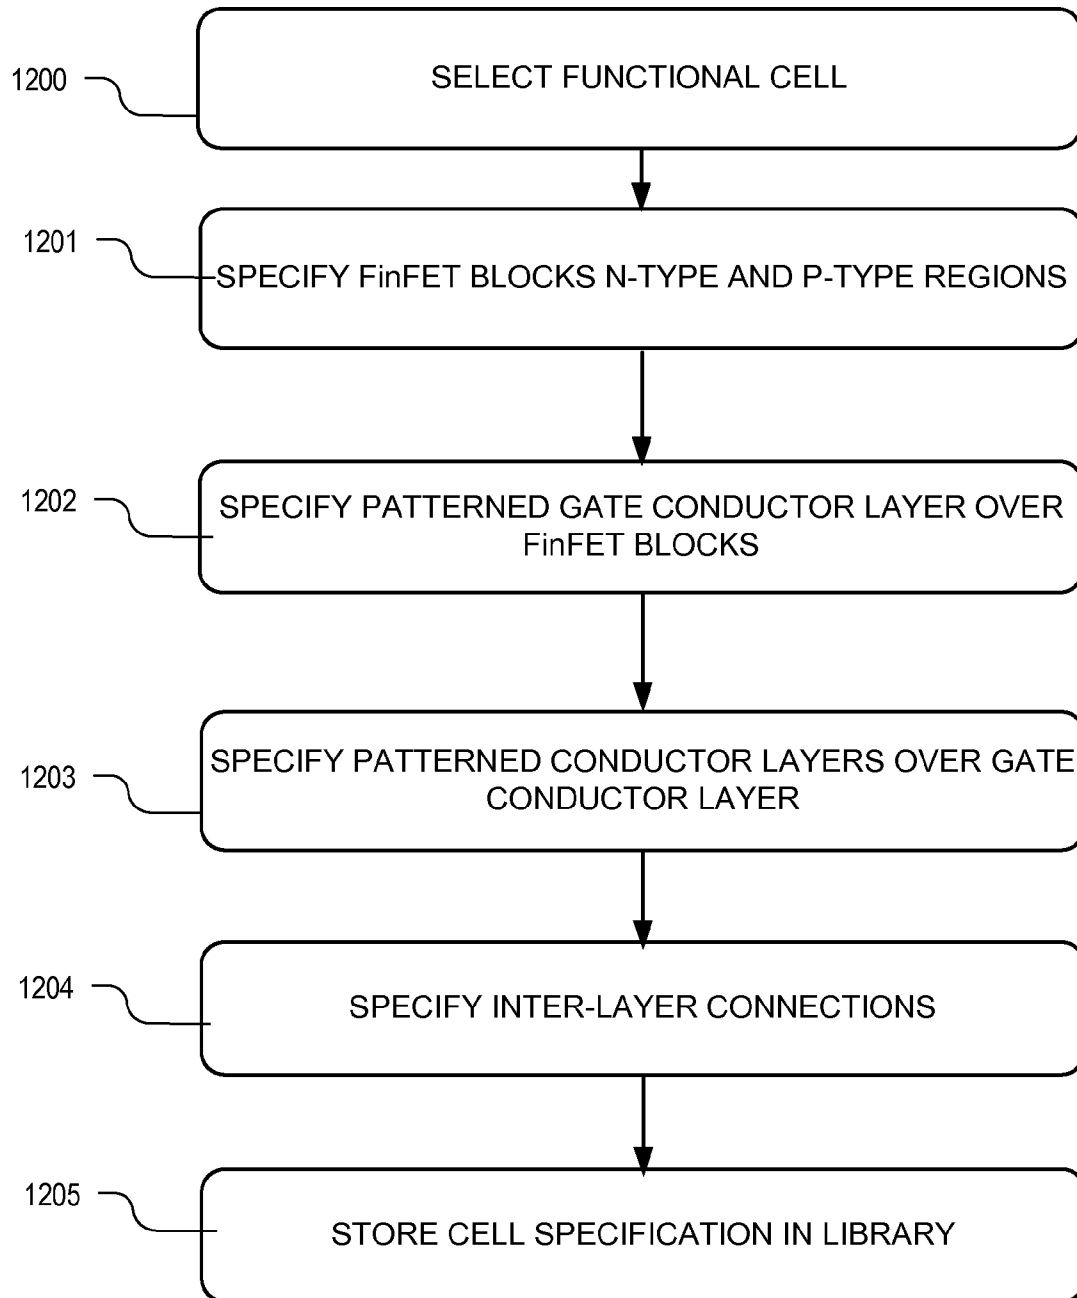 1200
SELECT FUNCTIONAL CELL
1201
SPECIFY FinFET BLOCKS N-TYPE AND P-TYPE REGIONS
1202
SPECIFY PATTERNED GATE CONDUCTOR LAYER OVER
FinFET BLOCKS
1203
SPECIFY PATTERNED CONDUCTOR LAYERS OVER GATE
CONDUCTOR LAYER
1204
SPECIFY INTER-LAYER CONNECTIONS
1205
STORE CELL SPECIFICATION IN LIBRARY